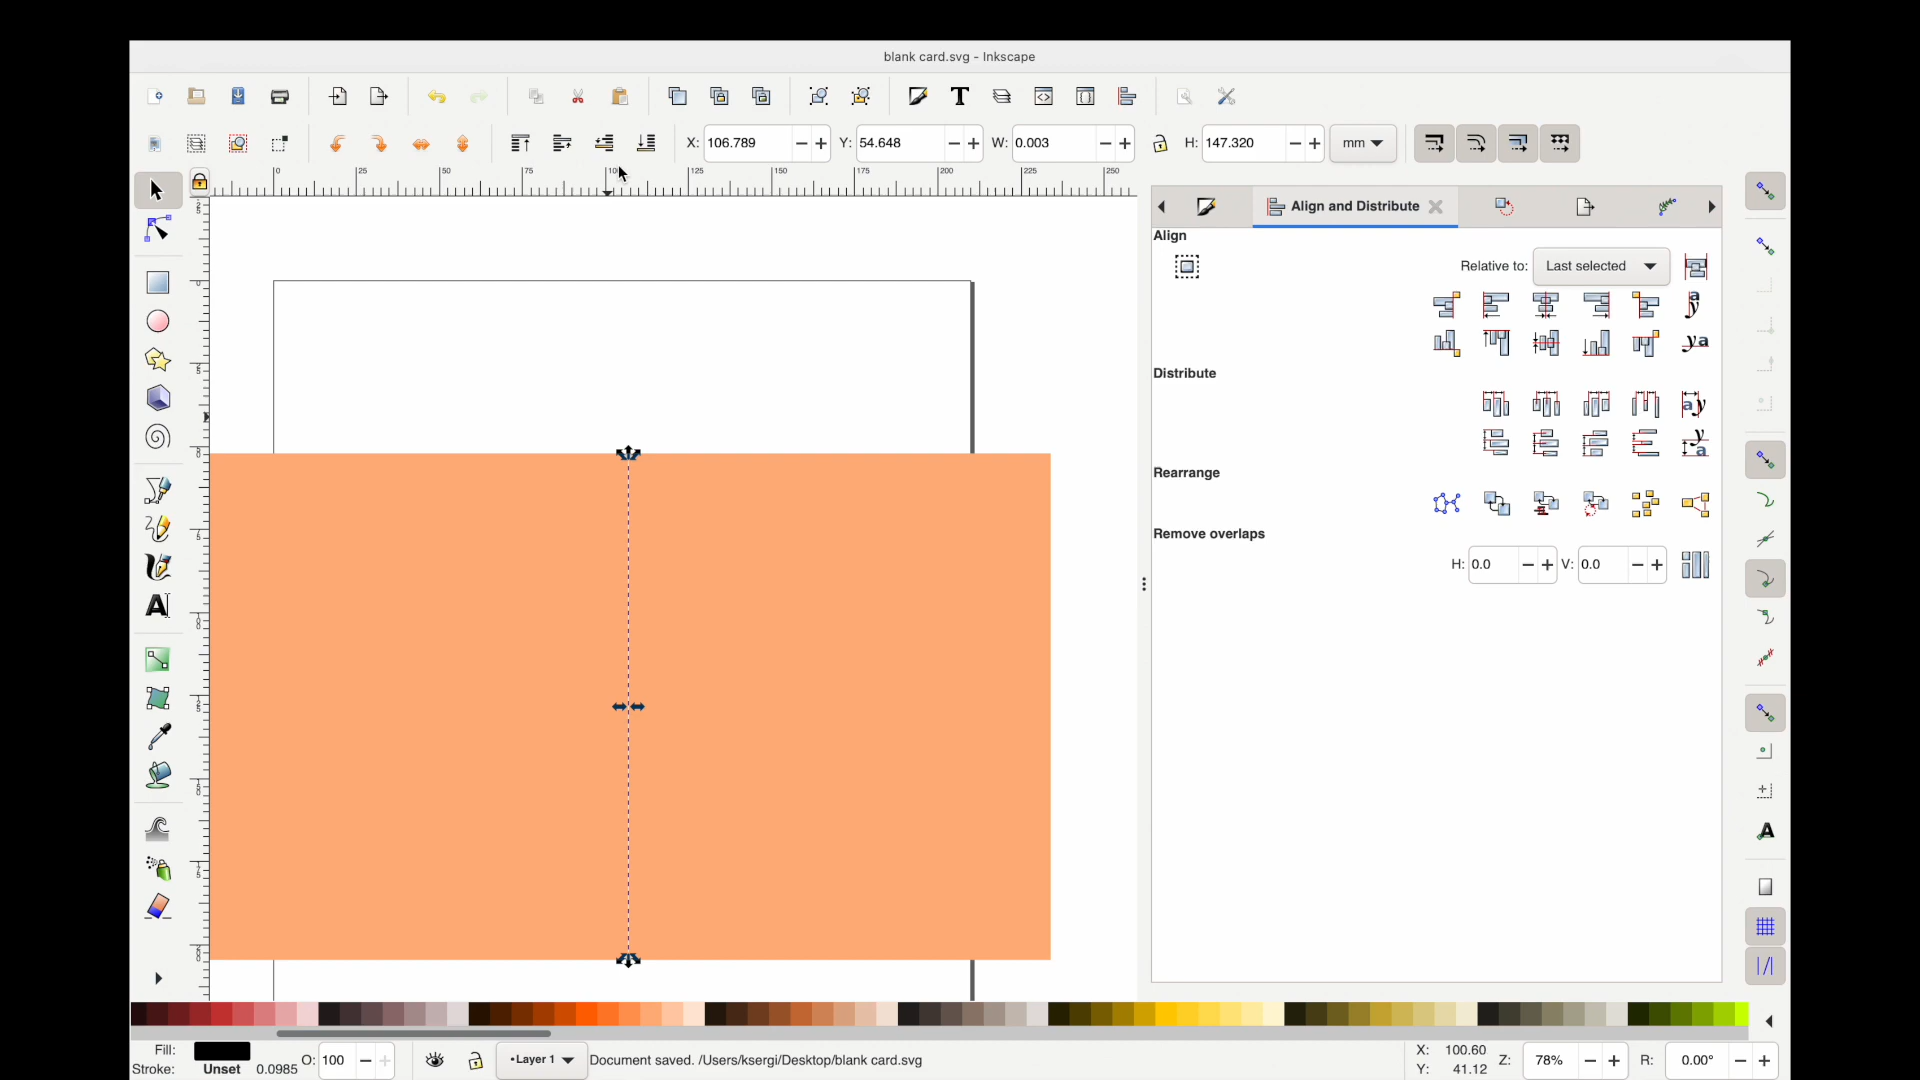 blank card.svg - Inkscape
X: 106.789 Y: 54.648 W: 0.003 H: 147.320 mm
0 25 50 75 100 125 150 175 200 225 250
Align and Distribute
Align
Relative to: Last selected
Distribute
Rearrange
Remove overlaps
H: 0.0 V: 0.0
Fill:
Stroke: Unset 0.0985
O: 100
•Layer 1
Document saved. /Users/ksergi/Desktop/blank card.svg
X: 100.60
Y: 41.12
Z: 78%
R: 0.00°